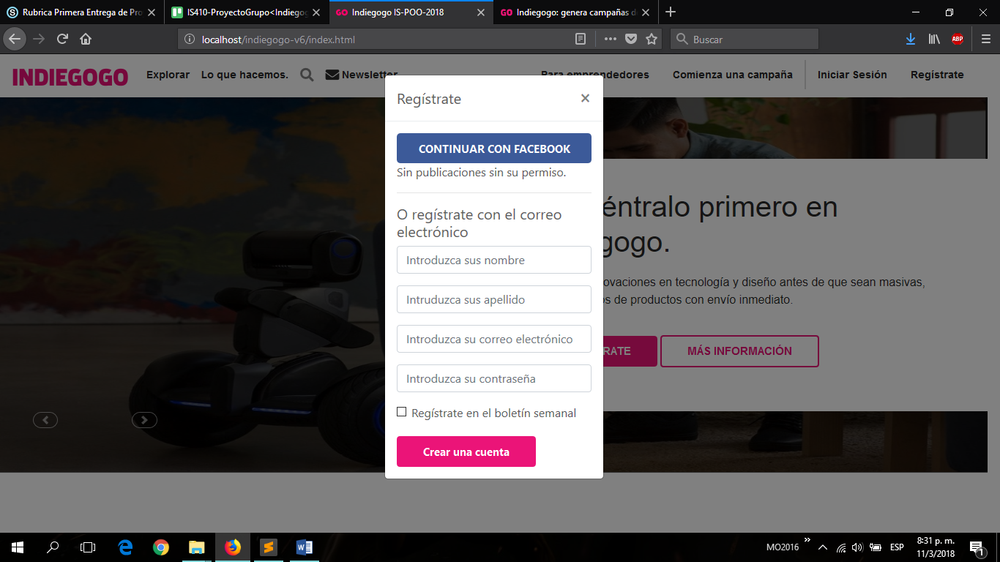 Rubrica Primera Entrega de Pro
IS410-ProyectoGrupo<Indiegog
GO Indiegogo IS-POO-2018
GO Indiegogo: genera campañas d
localhost/indiegogo-v6/index.html
Buscar
ABP
INDIEGOGO
Explorar
Lo que hacemos.
Newsletter
Para emprendedores
Comienza una campaña
Iniciar Sesión
Regístrate
Regístrate
×
CONTINUAR CON FACEBOOK
Sin publicaciones sin su permiso.
O regístrate con el correo
electrónico
Introduzca sus nombre
Intruduzca sus apellido
Introduzca su correo electrónico
Introduzca su contraseña
Regístrate en el boletín semanal
Crear una cuenta
éntralo primero en
gogo.
ovaciones en tecnología y diseño antes de que sean masivas,
os de productos con envío inmediato.
RATE
MÁS INFORMACIÓN
MO2016
ESP
8:31 p. m.
11/3/2018
1